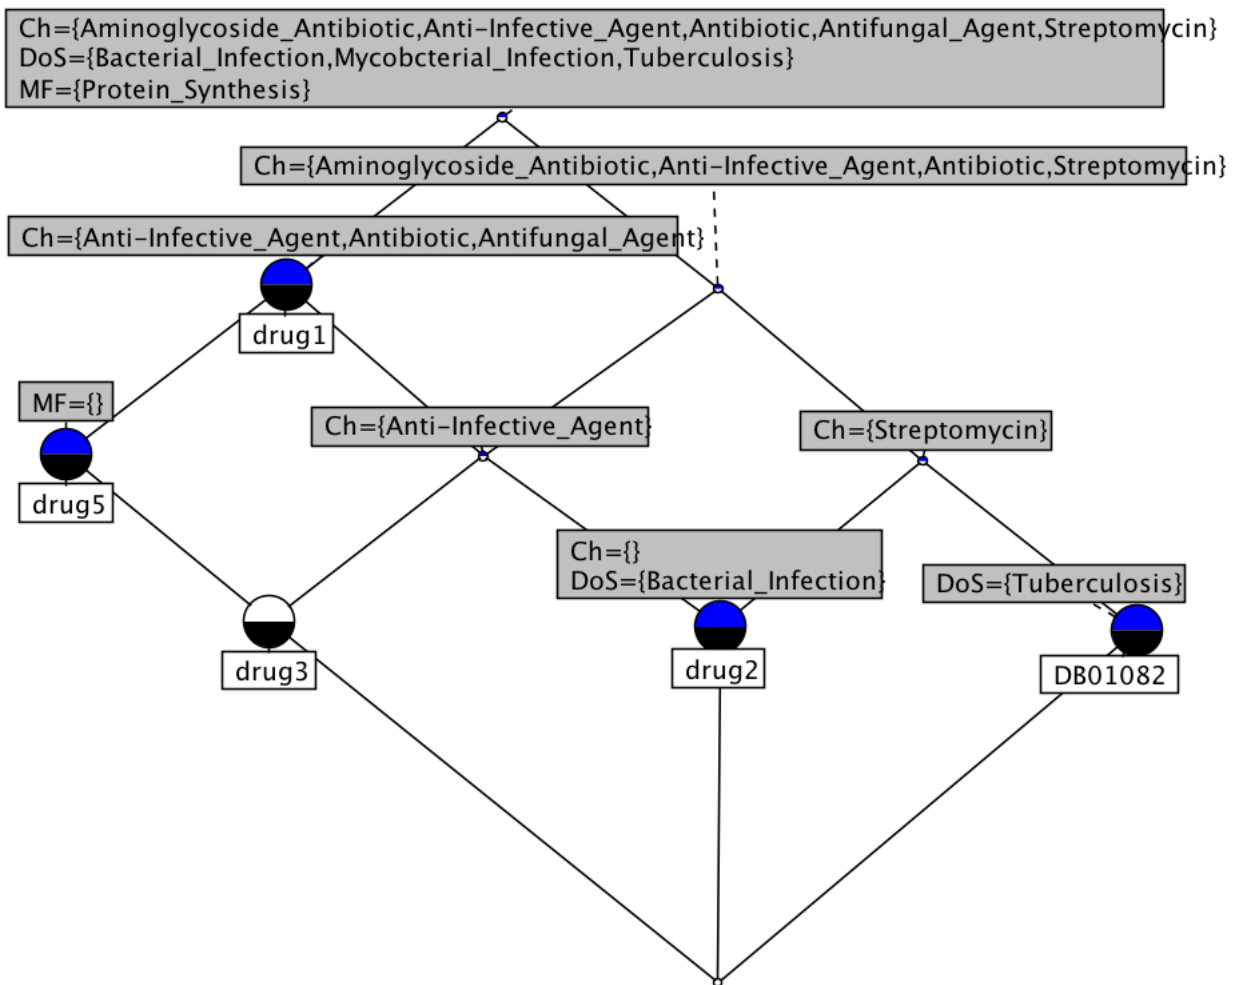 Ch={Aminoglycoside_Antibiotic,Anti-Infective_Agent,Antibiotic,Antifungal_Agent,Streptomycin}
DoS={Bacterial_Infection,Mycobcterial_Infection,Tuberculosis}
MF={Protein_Synthesis}
Ch={Aminoglycoside_Antibiotic,Anti-Infective_Agent,Antibiotic,Streptomycin}
Ch={Anti-Infective_Agent,Antibiotic,Antifungal_Agent}
drug1
MF={}
Ch={Anti-Infective_Agent}
Ch={Streptomycin}
drug5
Ch={}
DoS={Bacterial_Infection}
DoS={Tuberculosis}
drug3
drug2
DB01082